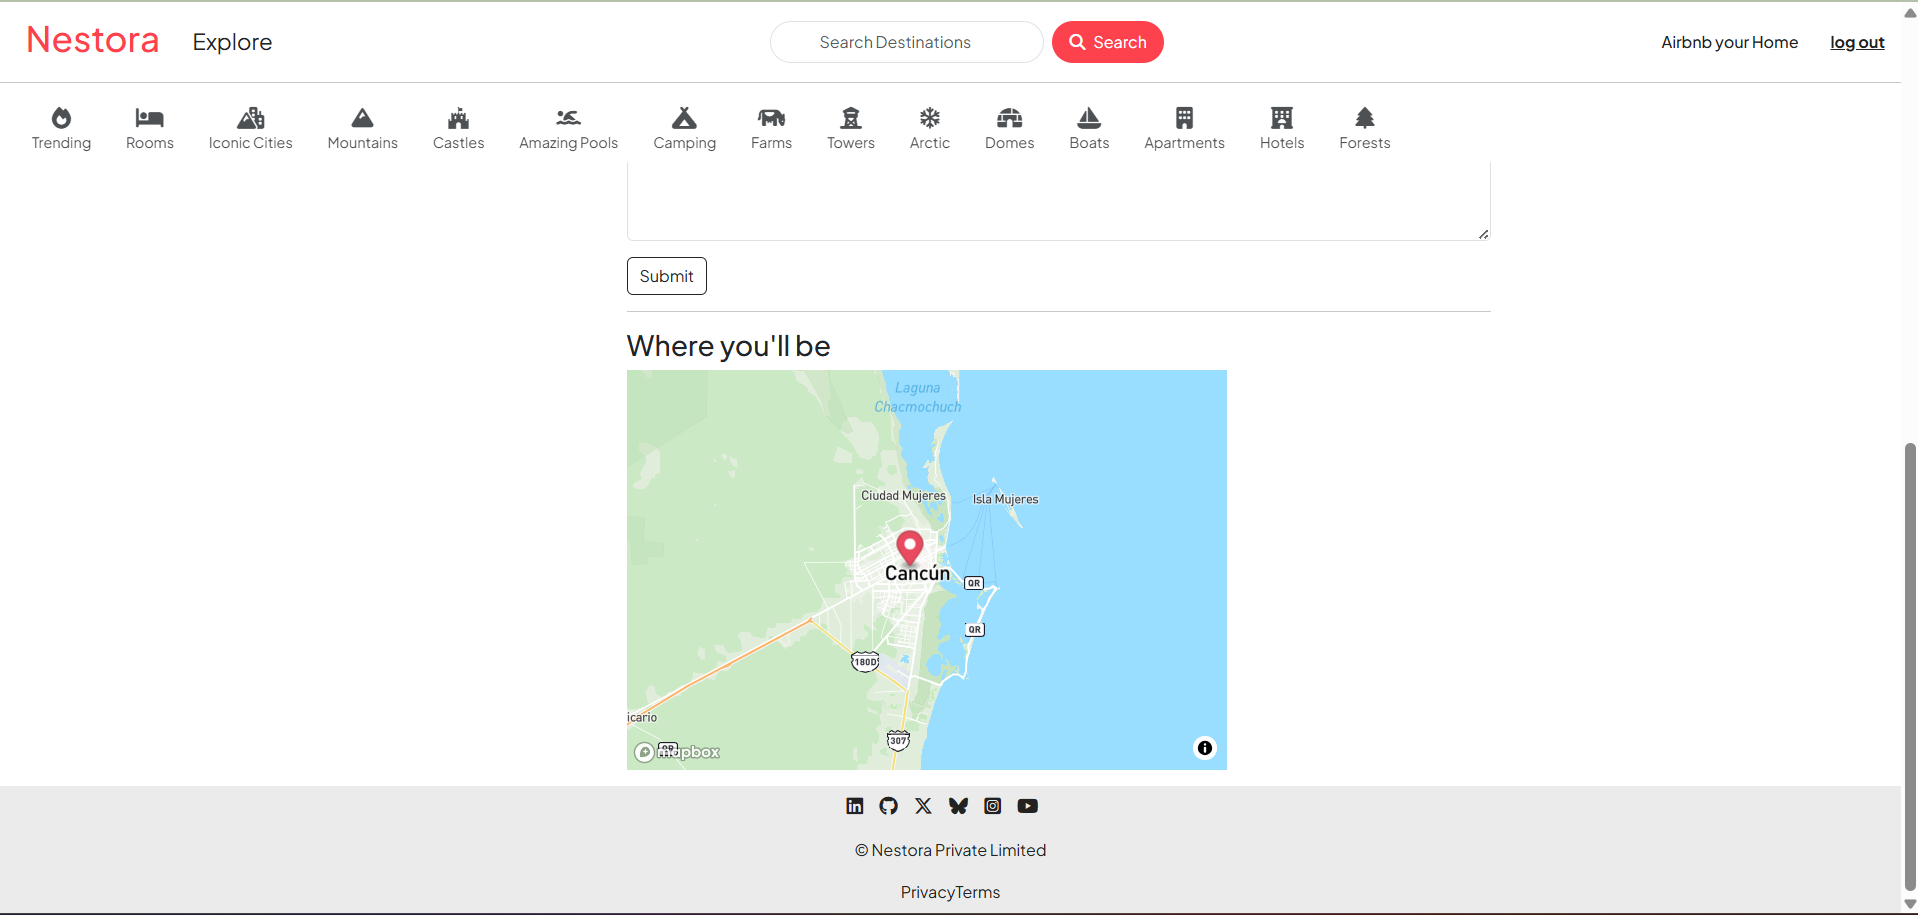 Nestora
Explore
Search Destinations
Search
Airbnb your Home
log out
Trending
Rooms
Iconic Cities
Mountains
Castles
Amazing Pools
Camping
Farms
Towers
Arctic
Domes
Boats
Apartments
Hotels
Forests
Submit
Where you'll be
Laguna
Chacmochuch
Ciudad Mujeres
Isla Mujeres
Cancún
QR
QR
180D
icario
307
QR
mapbox
© Nestora Private Limited
PrivacyTerms